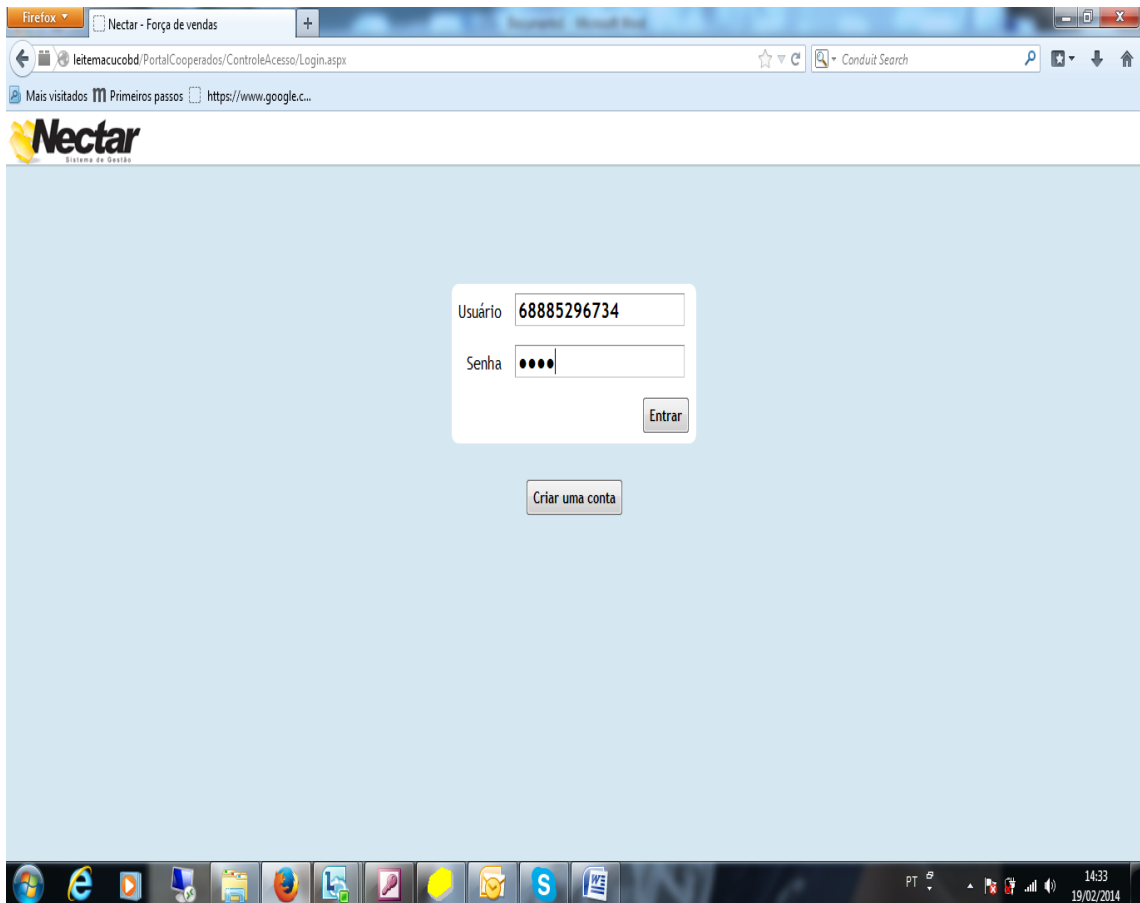 Firefox
Nectar - Força de vendas
leitemacucobd/PortalCooperados/ControleAcesso/Login.aspx
Conduit Search
Mais visitados
Primeiros passos
https://www.google.c...
Nectar
Sistema de Gestão
Usuário 68885296734
Senha ••••
Entrar
Criar uma conta
PT
14:33
19/02/2014